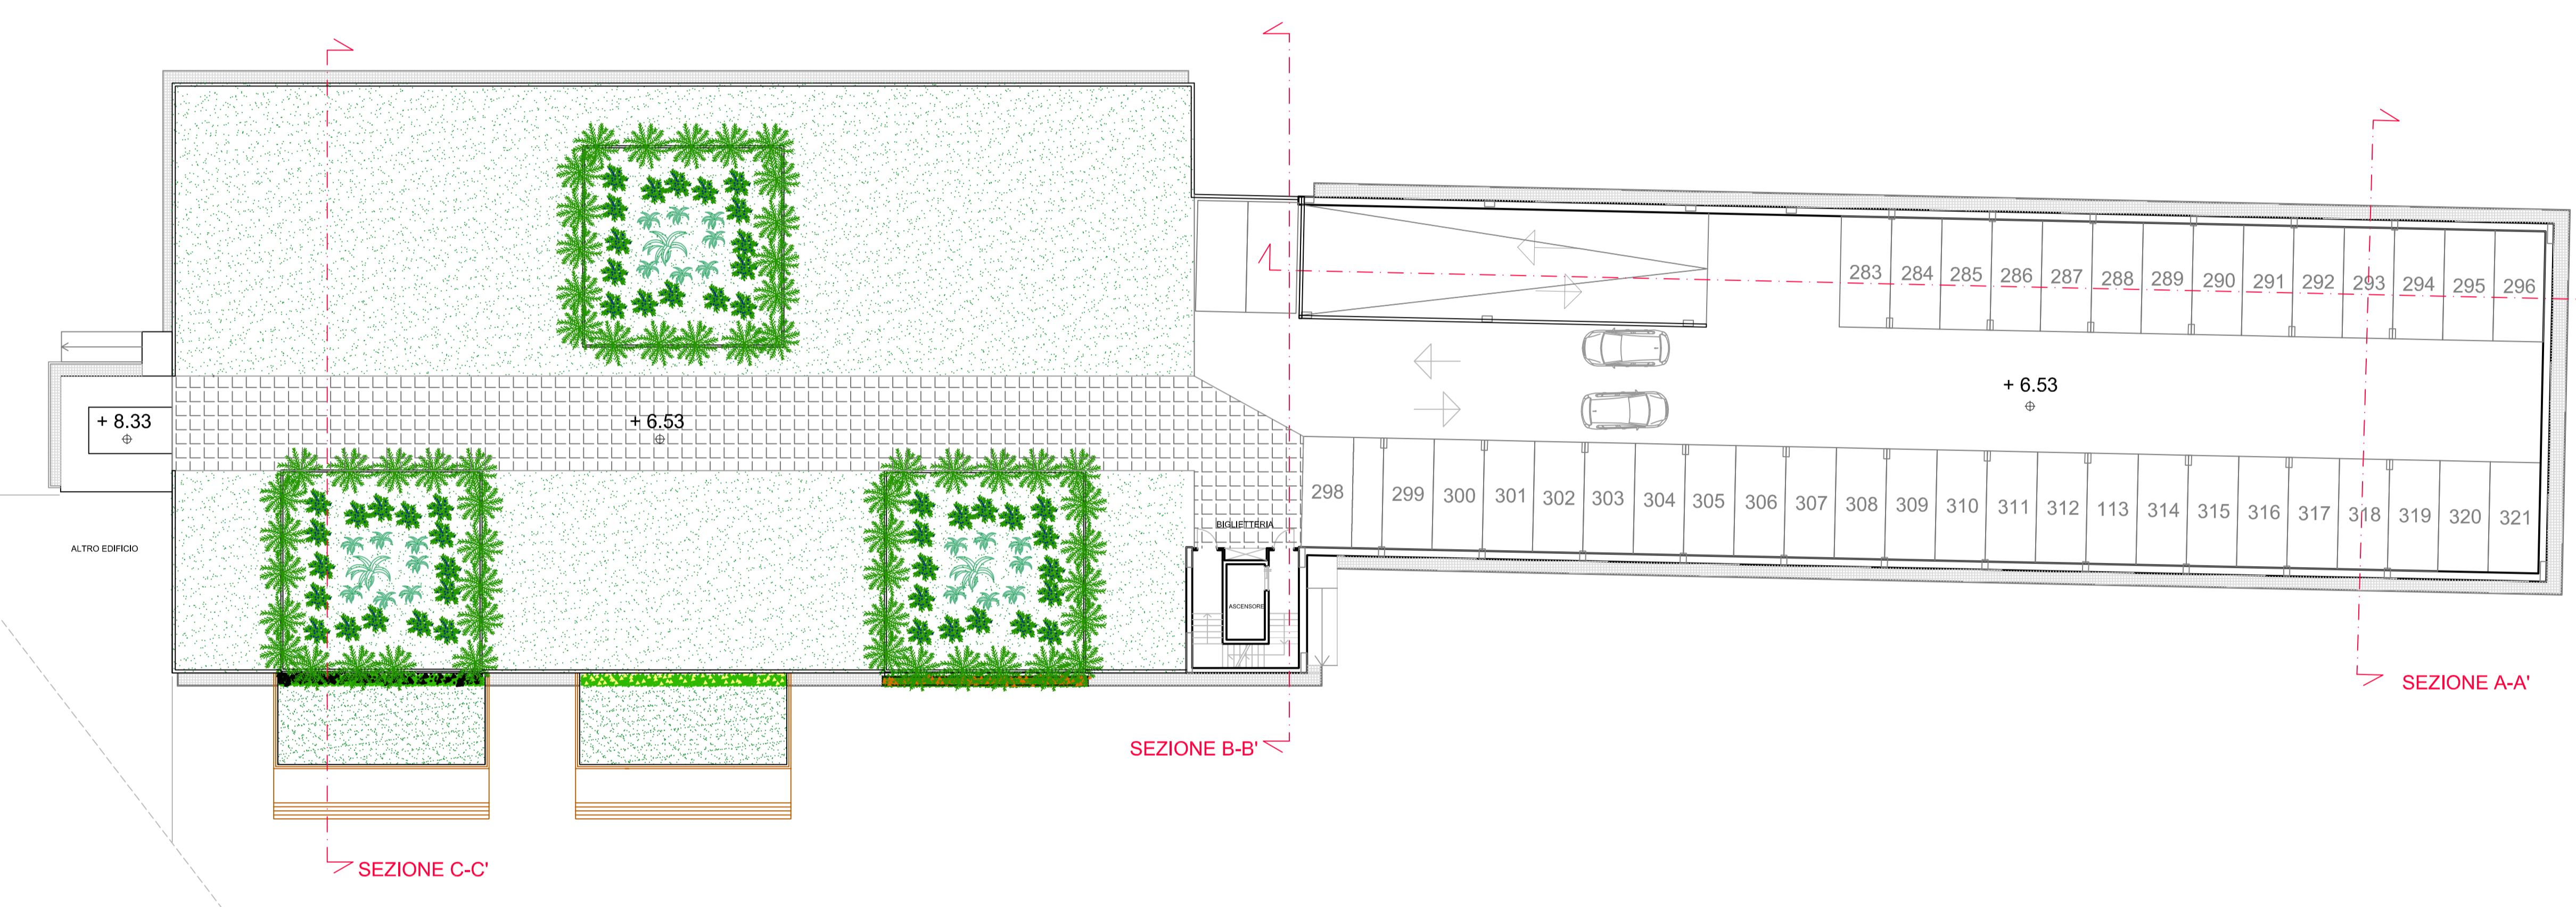 283 284 285 286 287 288 289 290 291 292 293 294 295 296
+ 6.53
+ 8.33
+ 6.53
298 299 300 301 302 303 304 305 306 307 308 309 310 311 312 113 314 315 316 317 318 319 320 321
BIGLIETTERIA
ALTRO EDIFICIO
ASCENSORE
SEZIONE A-A'
SEZIONE B-B'
SEZIONE C-C'